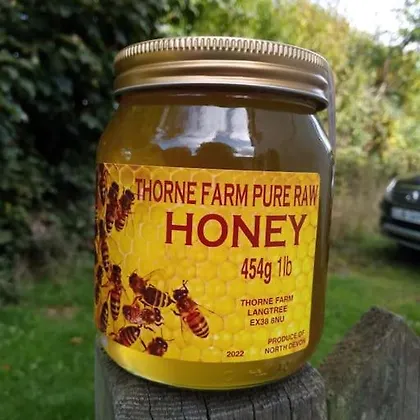 THORNE FARM PURE RAW
HONEY
454g 1lb
THORNE FARM
LANGTREE
EX38 8NU
PRODUCE OF
NORTH DEVON
2022